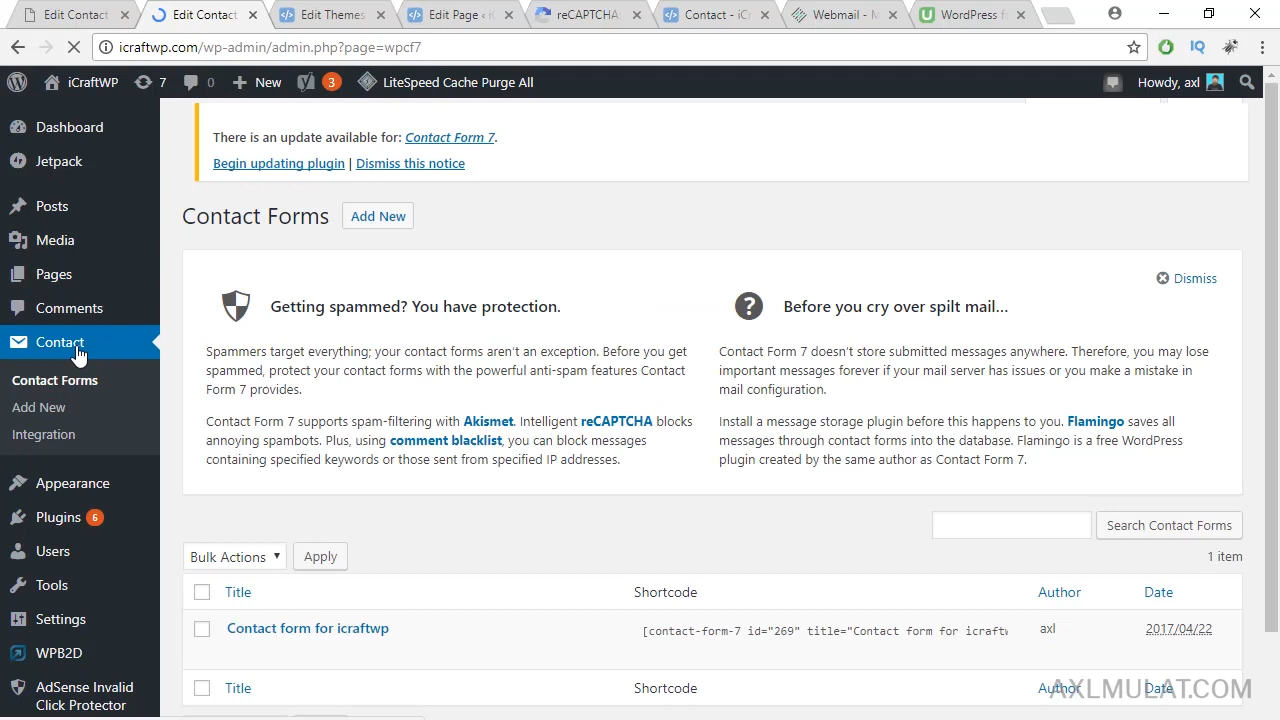 Edit Contact
Edit Contact
Edit Themes
Edit Page ‹ i
reCAPTCHA:
Contact - iCr
Webmail - M
WordPress f
icraftwp.com/wp-admin/admin.php?page=wpcf7
iCraftWP
7
0
New
3
LiteSpeed Cache Purge All
Howdy, axl
Dashboard
Jetpack
Posts
Media
Pages
Comments
Contact
Contact Forms
Add New
Integration
Appearance
Plugins 6
Users
Tools
Settings
WPB2D
AdSense Invalid
Click Protector
There is an update available for: Contact Form 7.
Begin updating plugin | Dismiss this notice
Contact Forms
Add New
Dismiss
Getting spammed? You have protection.
Spammers target everything; your contact forms aren't an exception. Before you get
spammed, protect your contact forms with the powerful anti-spam features Contact
Form 7 provides.
Contact Form 7 supports spam-filtering with Akismet. Intelligent reCAPTCHA blocks
annoying spambots. Plus, using comment blacklist, you can block messages
containing specified keywords or those sent from specified IP addresses.
Before you cry over spilt mail…
Contact Form 7 doesn't store submitted messages anywhere. Therefore, you may lose
important messages forever if your mail server has issues or you make a mistake in
mail configuration.
Install a message storage plugin before this happens to you. Flamingo saves all
messages through contact forms into the database. Flamingo is a free WordPress
plugin created by the same author as Contact Form 7.
Search Contact Forms
Bulk Actions
Apply
1 item
Title
Shortcode
Author
Date
Contact form for icraftwp
[contact-form-7 id="269" title="Contact form for icraftw
axl
2017/04/22
Title
Shortcode
Author
Date
AXLMULAT.COM